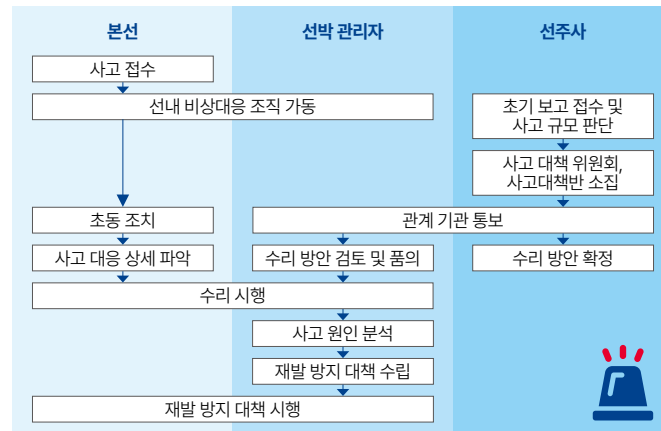 본선
선박 관리자
선주사
사고 접수
선내 비상대응 조직 가동
초기 보고 접수 및
사고 규모 판단
사고 대책 위원회,
사고대책반 소집
초동 조치
관계 기관 통보
사고 대응 상세 파악
수리 방안 검토 및 품의
수리 방안 확정
수리 시행
사고 원인 분석
재발 방지 대책 수립
재발 방지 대책 시행